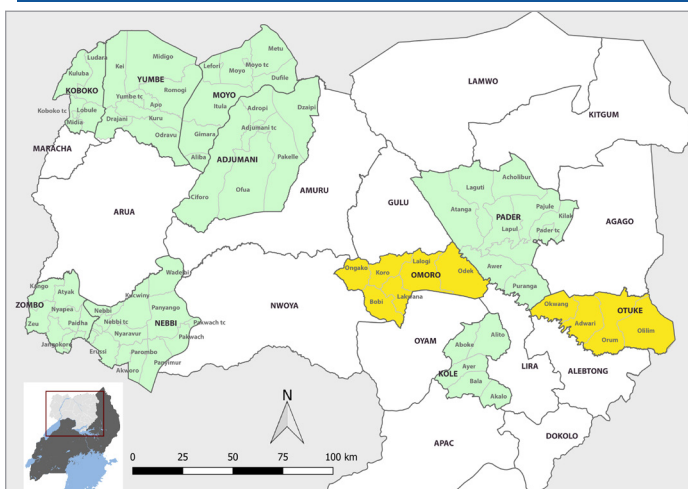 Metu
Ludara
Midigo
Kei
Lefori
Moyo tc
Moyo
Kuluba
YUMBE
Dufile
LAMWO
KOBOKO
Romogi
MOYO
Yumbe tc
Itula
Dzaipi
Apo
Adropi
Lobule
Koboko tc
Kuru
KITGUM
Drajani
Midia
Adjumani tc
Odravu
Gimara
MARACHA
Acholibur
Aliba
ADJUMANI
Pakelle
Laguti
Ofua
AMURU
Ciforo
GULU
Pajule
Atanga
PADER
Kilak
AGAGO
ARUA
Lapul
Pader tc
Lalogi
Awer
Wadelai
Ongako
Koro
OMORO
Odek
Kango
Puranga
Atyak
Kucwiny
Lakwana
Okwang
ZOMBO
Nyapea
Nebbi
Panyango
Bobi
NWOYA
OTUKE
Zeu
Paidha
Nebbi tc
NEBBI
Pakwach tc
Adwari
Olilim
Nyaravur
Pakwach
Alito
Jangokoro
Orum
Erussi
Parombo
OYAM
Aboke
Panyimur
Ayer
LIRA
ALEBTONG
Akworo
KOLE
Bala
N
Akalo
APAC
DOKOLO
0 25 50 75 100 km